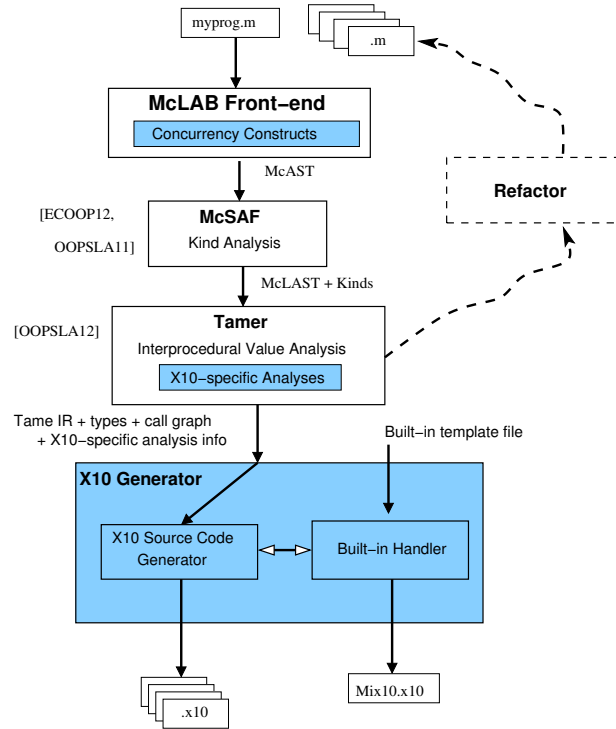 myprog.m
.m
McLAB Front-end
Concurrency Constructs
McAST
Refactor
[ECOOP12,
OOPSLA11]
McSAF
Kind Analysis
McLAST + Kinds
[OOPSLA12]
Tamer
Interprocedural Value Analysis
X10-specific Analyses
Tame IR + types + call graph
+ X10-specific analysis info
Built-in template file
X10 Generator
X10 Source Code
Generator
Built-in Handler
.x10
Mix10.x10